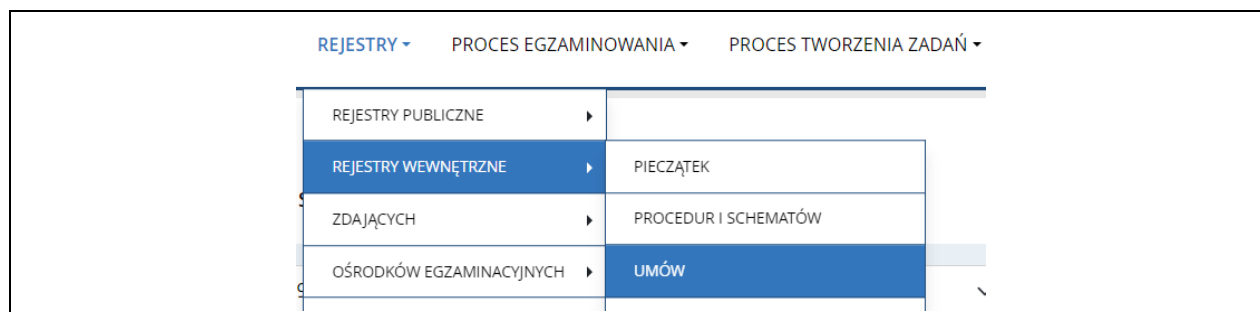 REJESTRY PROCES EGZAMINOWANIA PROCES TWORZENIA ZADAŃ
REJESTRY PUBLICZNE
REJESTRY WEWNĘTRZNE
PIECZĄTEK
ZDAJĄCYCH
PROCEDUR I SCHEMATÓW
OŚRODKÓW EGZAMINACYJNYCH
UMÓW